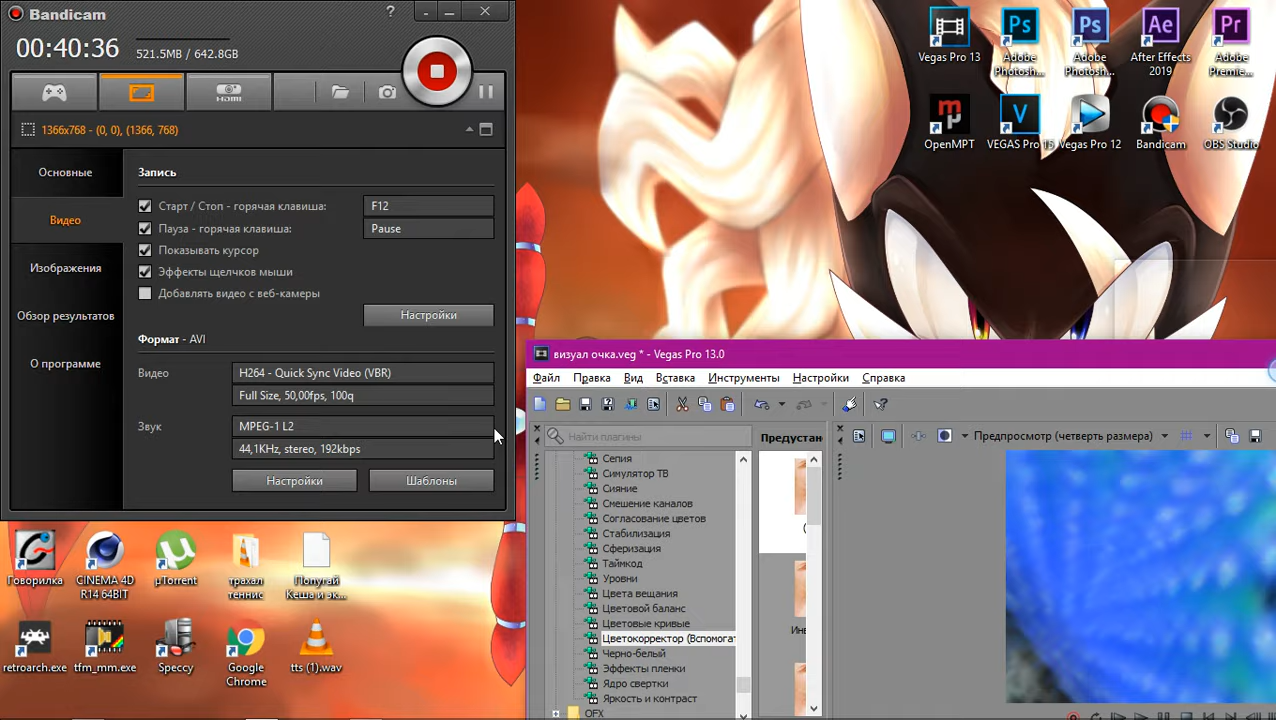 Bandicam
?
00:40:36
521.5MB / 642.8GB
HDMI
1366x768 - (0, 0), (1366, 768)
Основные
Видео
Изображения
Обзор результатов
О программе
Запись
Старт / Стоп - горячая клавиша:
F12
Пауза - горячая клавиша:
Pause
Показывать курсор
Эффекты щелчков мыши
Добавлять видео с веб-камеры
Настройки
Формат - AVI
Видео
H264 - Quick Sync Video (VBR)
Full Size, 50,00fps, 100q
Звук
MPEG-1 L2
44,1KHz, stereo, 192kbps
Настройки
Шаблоны
Vegas Pro 13
Ps
Adobe
Photosh...
Ps
Adobe
Photosh...
Ae
After Effects
2019
Pr
Adobe
Premie...
OpenMPT
V
VEGAS Pro 15
Vegas Pro 12
Bandicam
OBS Studio
визуал очка.veg * - Vegas Pro 13.0
Файл
Правка
Вид
Вставка
Инструменты
Настройки
Справка
Найти плагины
Предустан
Предпросмотр (четверть размера)
Сепия
Симулятор ТВ
Сияние
Смешение каналов
Согласование цветов
Стабилизация
Сферизация
Таймкод
Уровни
Цвета вещания
Цветовой баланс
Цветовые кривые
Цветокорректор (Вспомогат
Черно-белый
Эффекты пленки
Ядро свертки
Яркость и контраст
OFX
(
Инв
Говорилка
CINEMA 4D
R14 64BIT
µTorrent
трахал
теннис
Попугай
Кеша и эк...
retroarch.exe
tfm_mm.exe
Speccy
Google
Chrome
tts (1).wav